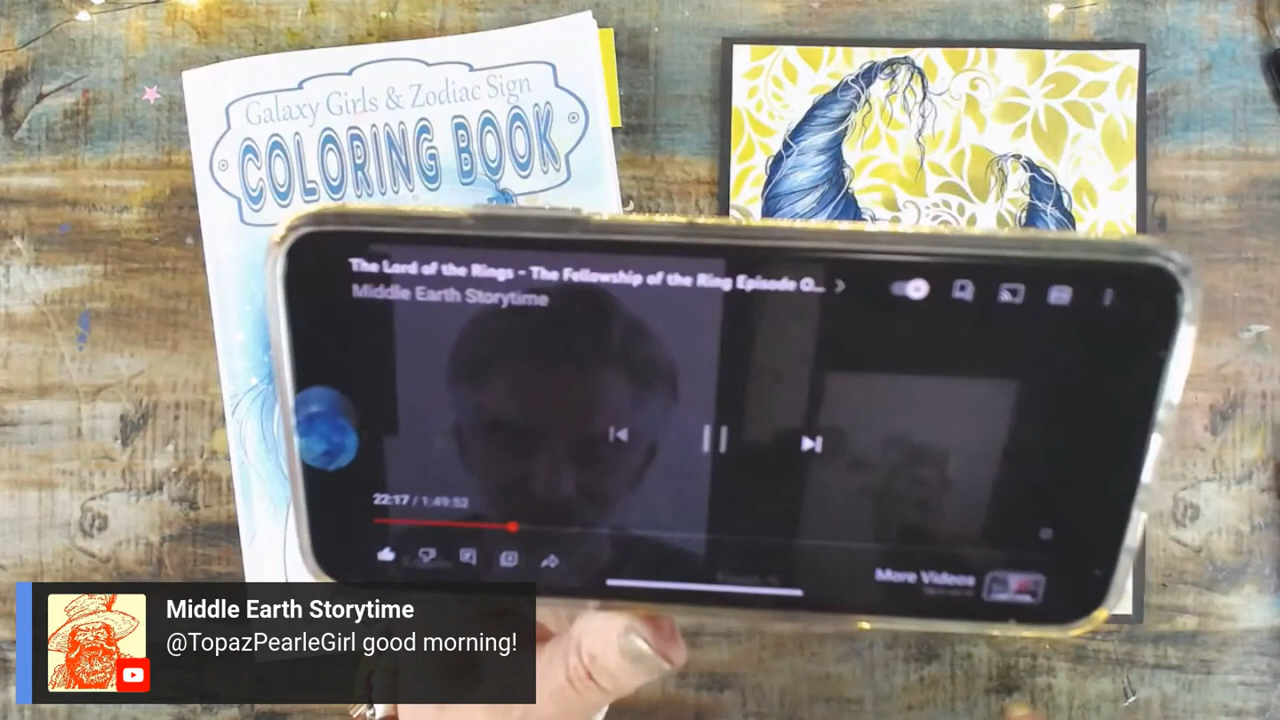 Galaxy Girls & Zodiac Sign
COLORING BOOK
The Lord of the Rings - The Fellowship of the Ring Episode O...
Middle Earth Storytime
22:17 / 1:49:52
More Videos
Middle Earth Storytime
@TopazPearleGirl good morning!